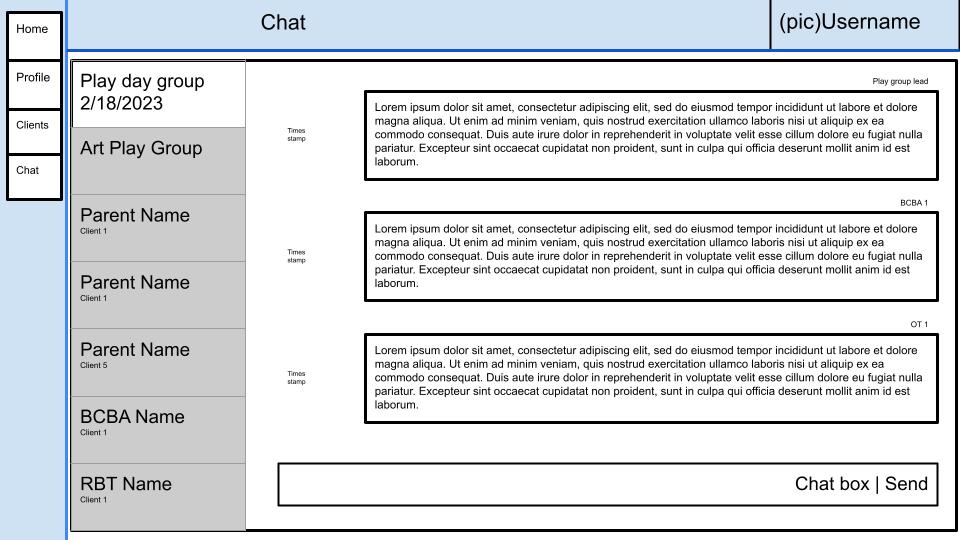 Chat
(pic)Username
Home
Profile
Clients
Chat
Play day group
2/18/2023
Art Play Group
Parent Name
Client 1
Parent Name
Client 1
Parent Name
Client 5
BCBA Name
Client 1
RBT Name
Client 1
Play group lead
Times
stamp
Lorem ipsum dolor sit amet, consectetur adipiscing elit, sed do eiusmod tempor incididunt ut labore et dolore
magna aliqua. Ut enim ad minim veniam, quis nostrud exercitation ullamco laboris nisi ut aliquip ex ea
commodo consequat. Duis aute irure dolor in reprehenderit in voluptate velit esse cillum dolore eu fugiat nulla
pariatur. Excepteur sint occaecat cupidatat non proident, sunt in culpa qui officia deserunt mollit anim id est
laborum.
BCBA 1
Times
stamp
Lorem ipsum dolor sit amet, consectetur adipiscing elit, sed do eiusmod tempor incididunt ut labore et dolore
magna aliqua. Ut enim ad minim veniam, quis nostrud exercitation ullamco laboris nisi ut aliquip ex ea
commodo consequat. Duis aute irure dolor in reprehenderit in voluptate velit esse cillum dolore eu fugiat nulla
pariatur. Excepteur sint occaecat cupidatat non proident, sunt in culpa qui officia deserunt mollit anim id est
laborum.
OT 1
Times
stamp
Lorem ipsum dolor sit amet, consectetur adipiscing elit, sed do eiusmod tempor incididunt ut labore et dolore
magna aliqua. Ut enim ad minim veniam, quis nostrud exercitation ullamco laboris nisi ut aliquip ex ea
commodo consequat. Duis aute irure dolor in reprehenderit in voluptate velit esse cillum dolore eu fugiat nulla
pariatur. Excepteur sint occaecat cupidatat non proident, sunt in culpa qui officia deserunt mollit anim id est
laborum.
Chat box | Send